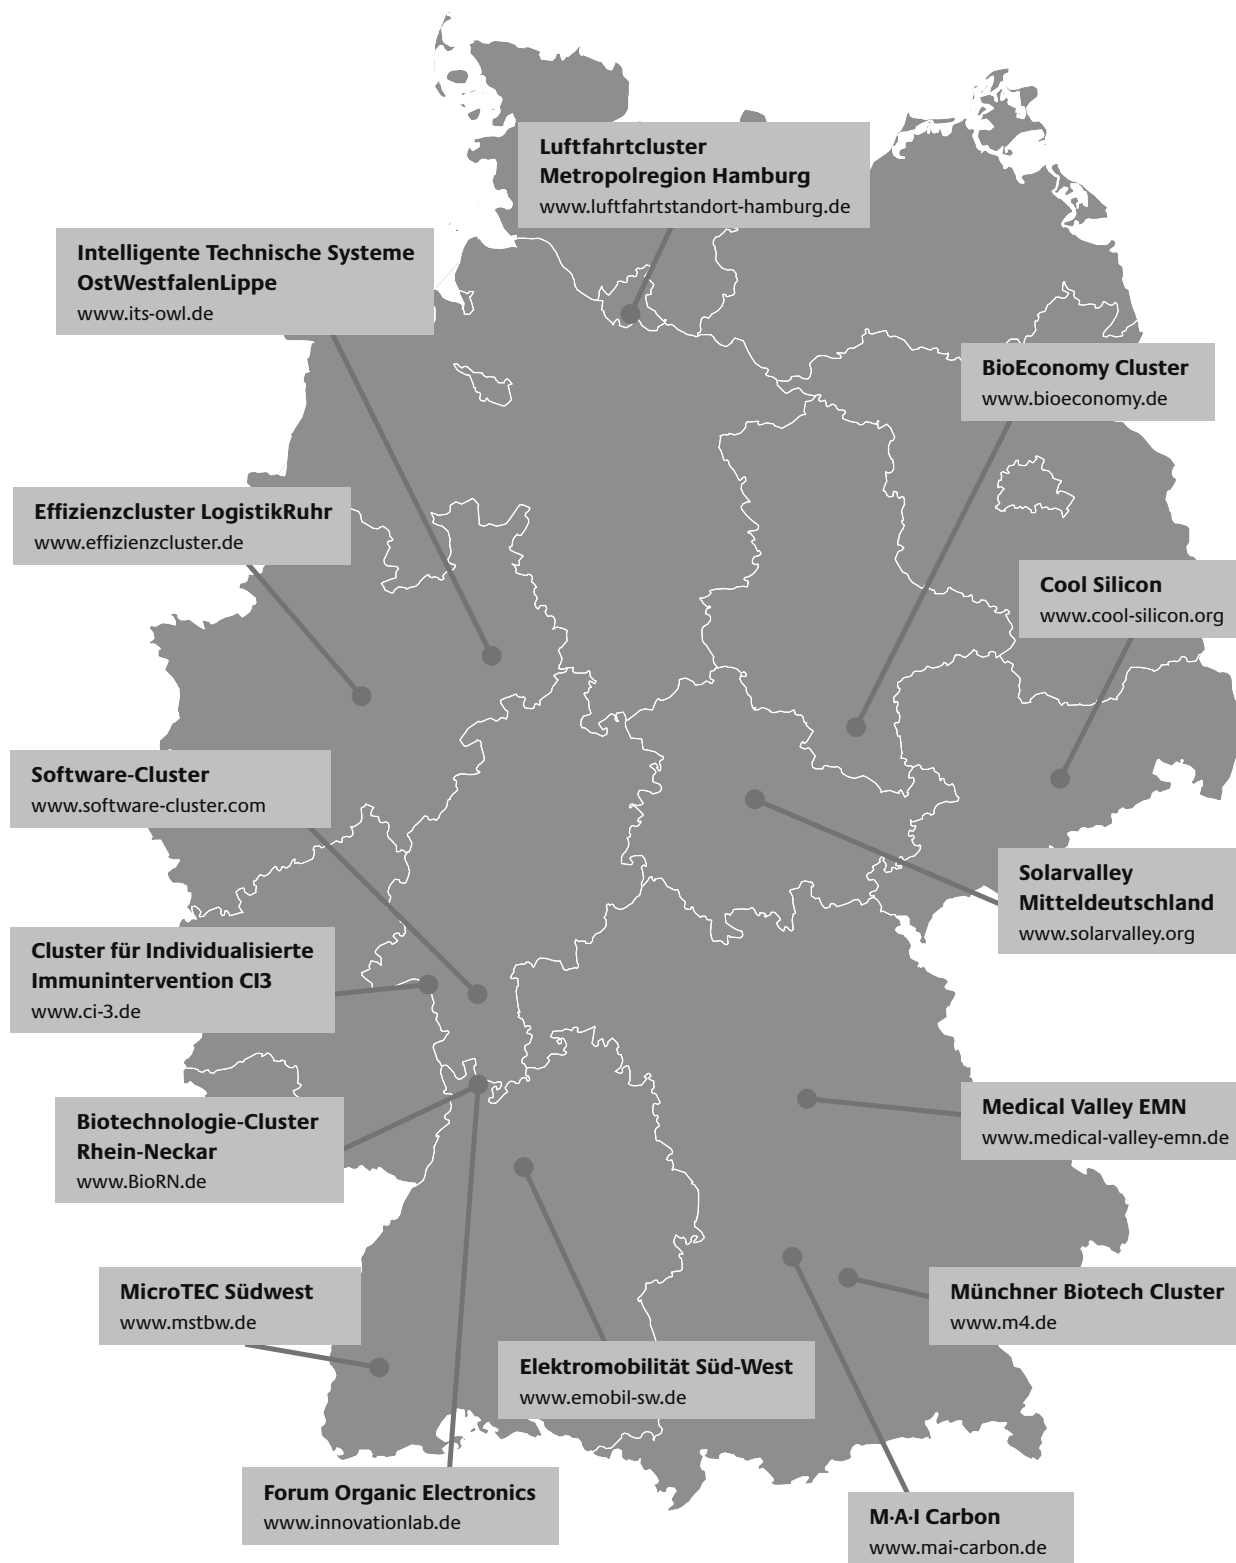 Luftfahrtcluster
Metropolregion Hamburg
www.luftfahrtstandort-hamburg.de
Intelligente Technische Systeme
OstWestfalenLippe
www.its-owl.de
BioEconomy Cluster
www.bioeconomy.de
Effizienzcluster LogistikRuhr
www.effizienzcluster.de
Cool Silicon
www.cool-silicon.org
Software-Cluster
www.software-cluster.com
Solarvalley
Mitteldeutschland
www.solarvalley.org
Cluster für Individualisierte
Immunintervention CI3
www.ci-3.de
Medical Valley EMN
www.medical-valley-emn.de
Biotechnologie-Cluster
Rhein-Neckar
www.BioRN.de
MicroTEC Südwest
www.mstbw.de
Münchner Biotech Cluster
www.m4.de
Elektromobilität Süd-West
www.emobil-sw.de
Forum Organic Electronics
www.innovationlab.de
M·A·I Carbon
www.mai-carbon.de